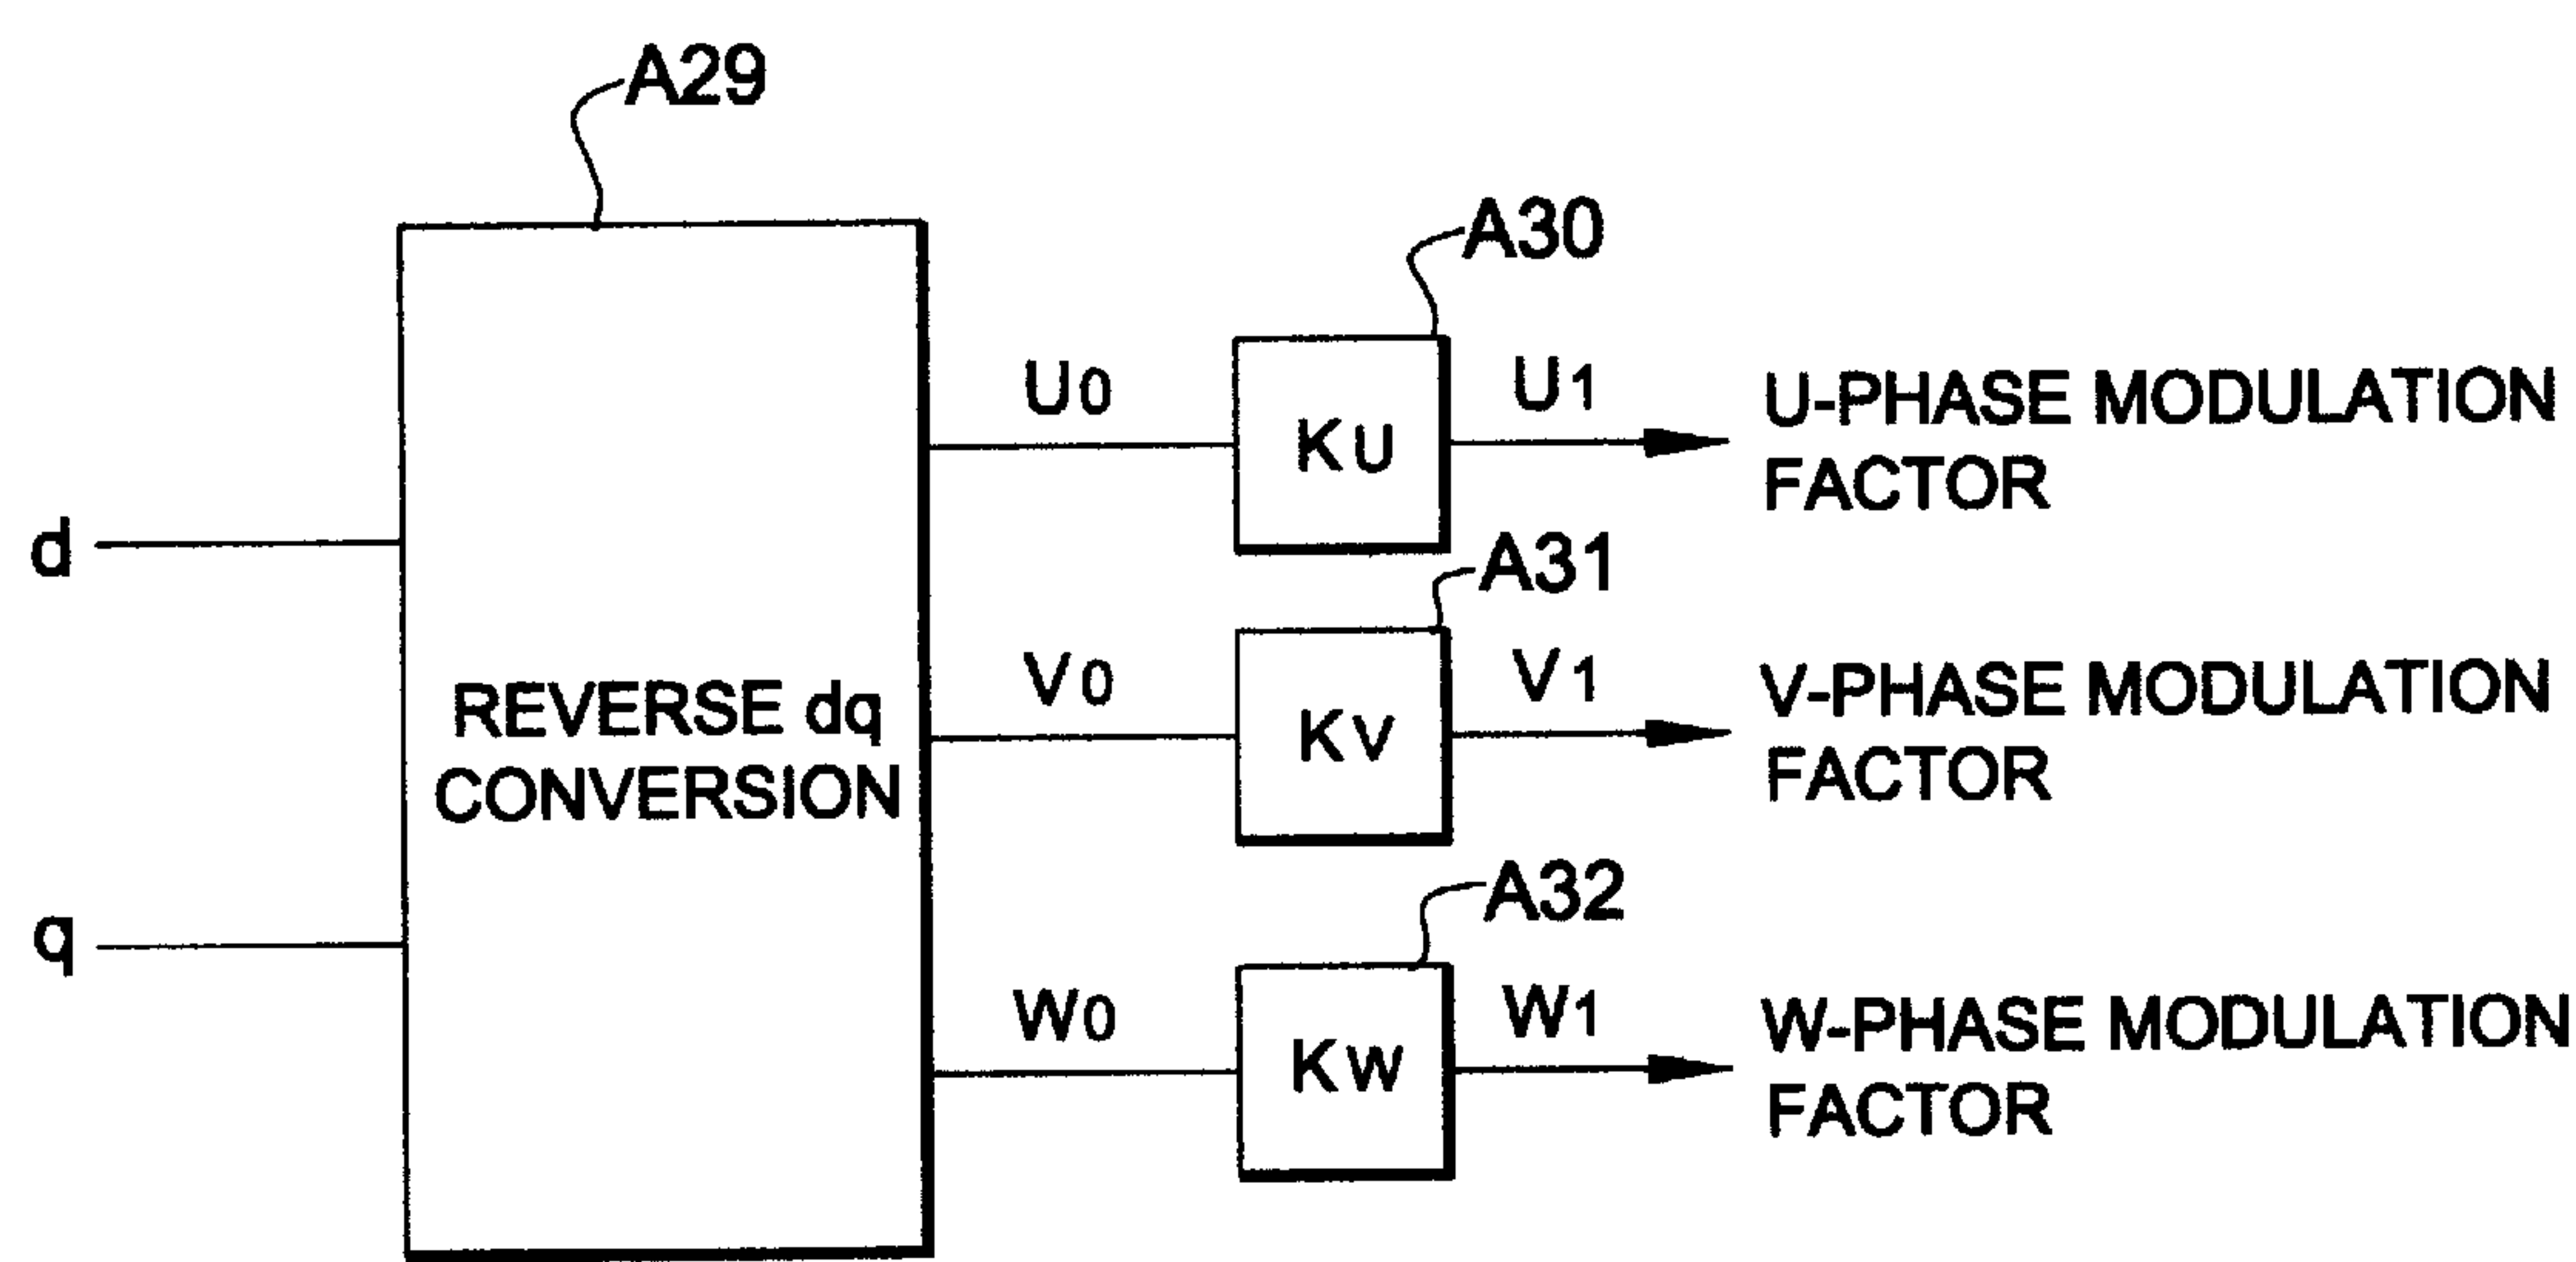 A29
A30
U0
KU
U1
U-PHASE MODULATION
FACTOR
d
A31
REVERSE dq
CONVERSION
V0
KV
V1
V-PHASE MODULATION
FACTOR
A32
q
W0
KW
W1
W-PHASE MODULATION
FACTOR